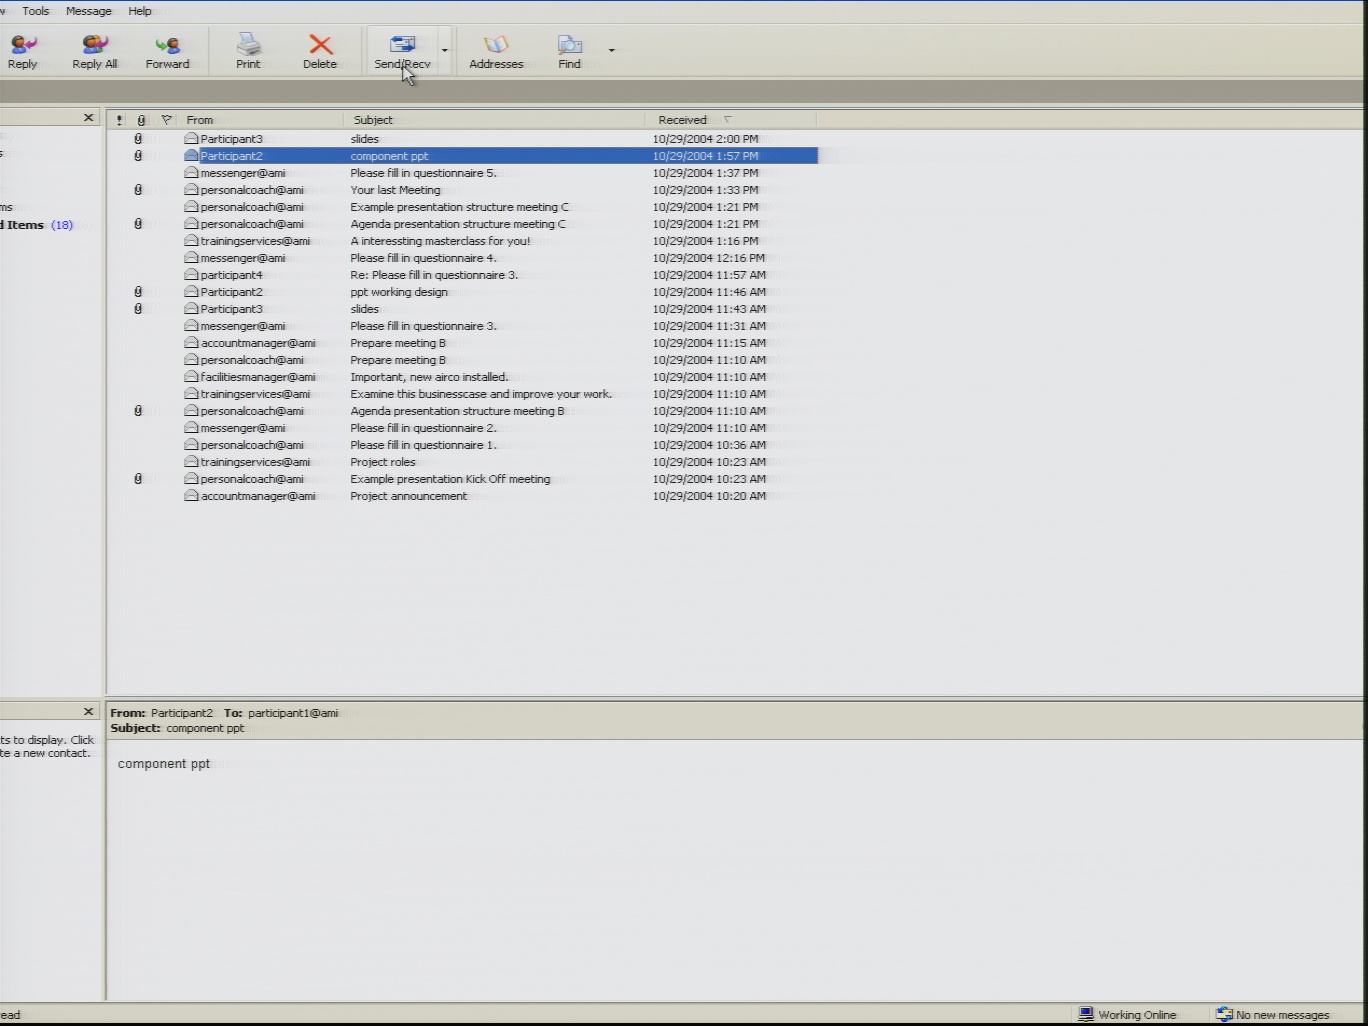 Tools Message Help
Reply Reply All Forward Print Delete Send/Recv Addresses Find
From Subject Received
Participant3 slides 10/29/2004 2:00 PM
Participant2 component ppt 10/29/2004 1:57 PM
messenger@ami Please fill in questionnaire 5. 10/29/2004 1:37 PM
personalcoach@ami Your last Meeting 10/29/2004 1:33 PM
ms personalcoach@ami Example presentation structure meeting C 10/29/2004 1:21 PM
d Items (18) personalcoach@ami Agenda presentation structure meeting C 10/29/2004 1:21 PM
trainingservices@ami A interessting masterclass for you! 10/29/2004 1:16 PM
messenger@ami Please fill in questionnaire 4. 10/29/2004 12:16 PM
participant4 Re: Please fill in questionnaire 3. 10/29/2004 11:57 AM
Participant2 ppt working design 10/29/2004 11:46 AM
Participant3 slides 10/29/2004 11:43 AM
messenger@ami Please fill in questionnaire 3. 10/29/2004 11:31 AM
accountmanager@ami Prepare meeting B 10/29/2004 11:15 AM
personalcoach@ami Prepare meeting B 10/29/2004 11:10 AM
facilitiesmanager@ami Important, new airco installed. 10/29/2004 11:10 AM
trainingservices@ami Examine this businesscase and improve your work. 10/29/2004 11:10 AM
personalcoach@ami Agenda presentation structure meeting B 10/29/2004 11:10 AM
messenger@ami Please fill in questionnaire 2. 10/29/2004 11:10 AM
personalcoach@ami Please fill in questionnaire 1. 10/29/2004 10:36 AM
trainingservices@ami Project roles 10/29/2004 10:23 AM
personalcoach@ami Example presentation Kick Off meeting 10/29/2004 10:23 AM
accountmanager@ami Project announcement 10/29/2004 10:20 AM
From: Participant2 To: participant1@ami
Subject: component ppt
ts to display. Click
te a new contact.
component ppt
ead Working Online No new messages